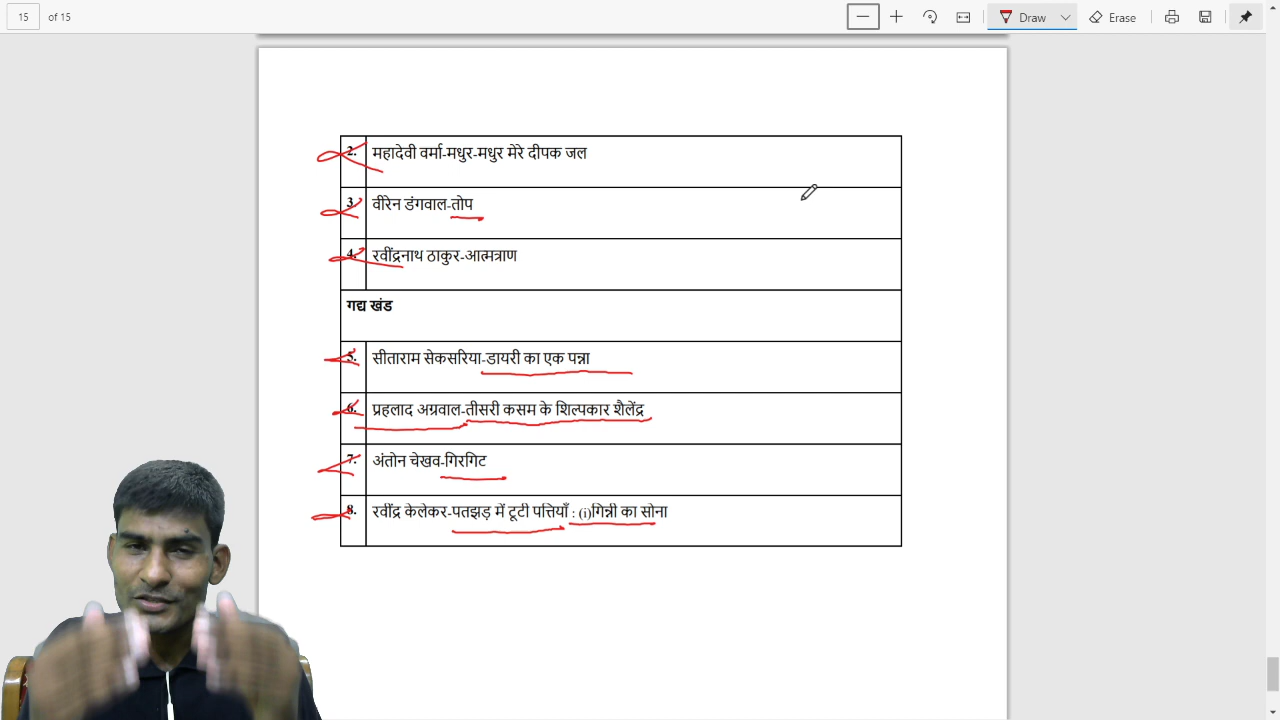 15 of 15 Draw Erase
2. महादेवी वर्मा-मधुर-मधुर मेरे दीपक जल
3. वीरेन डंगवाल-तोप
4. रवींद्रनाथ ठाकुर-आत्मत्राण
गद्य खंड
5. सीताराम सेकसरिया-डायरी का एक पन्ना
6. प्रहलाद अग्रवाल-तीसरी कसम के शिल्पकार शैलेंद्र
7. अंतोन चेखव-गिरगिट
8. रवींद्र केलेकर-पतझड़ में टूटी पत्तियाँ : (i)गिन्नी का सोना